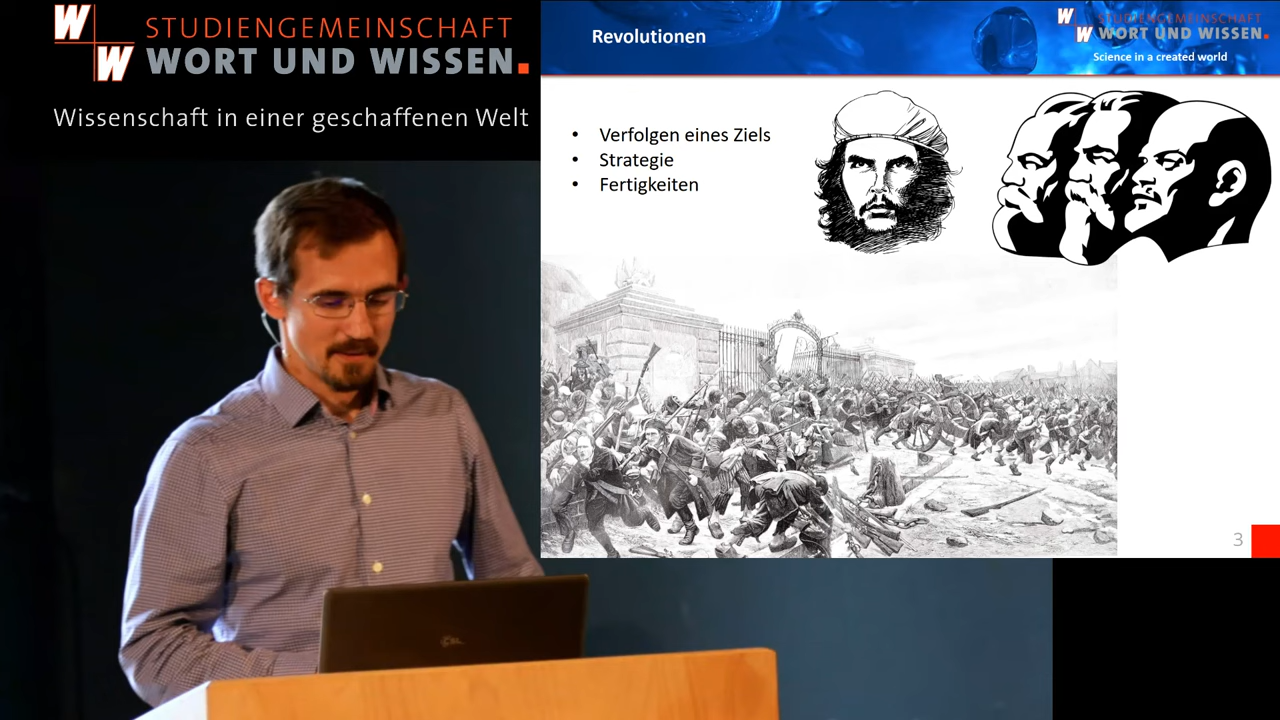 W STUDIENGEMEINSCHAFT
W WORT UND WISSEN.
Wissenschaft in einer geschaffenen Welt
Revolutionen
W STUDIENGEMEINSCHAFT
W WORT UND WISSEN.
Science in a created world
• Verfolgen eines Ziels
• Strategie
• Fertigkeiten
3